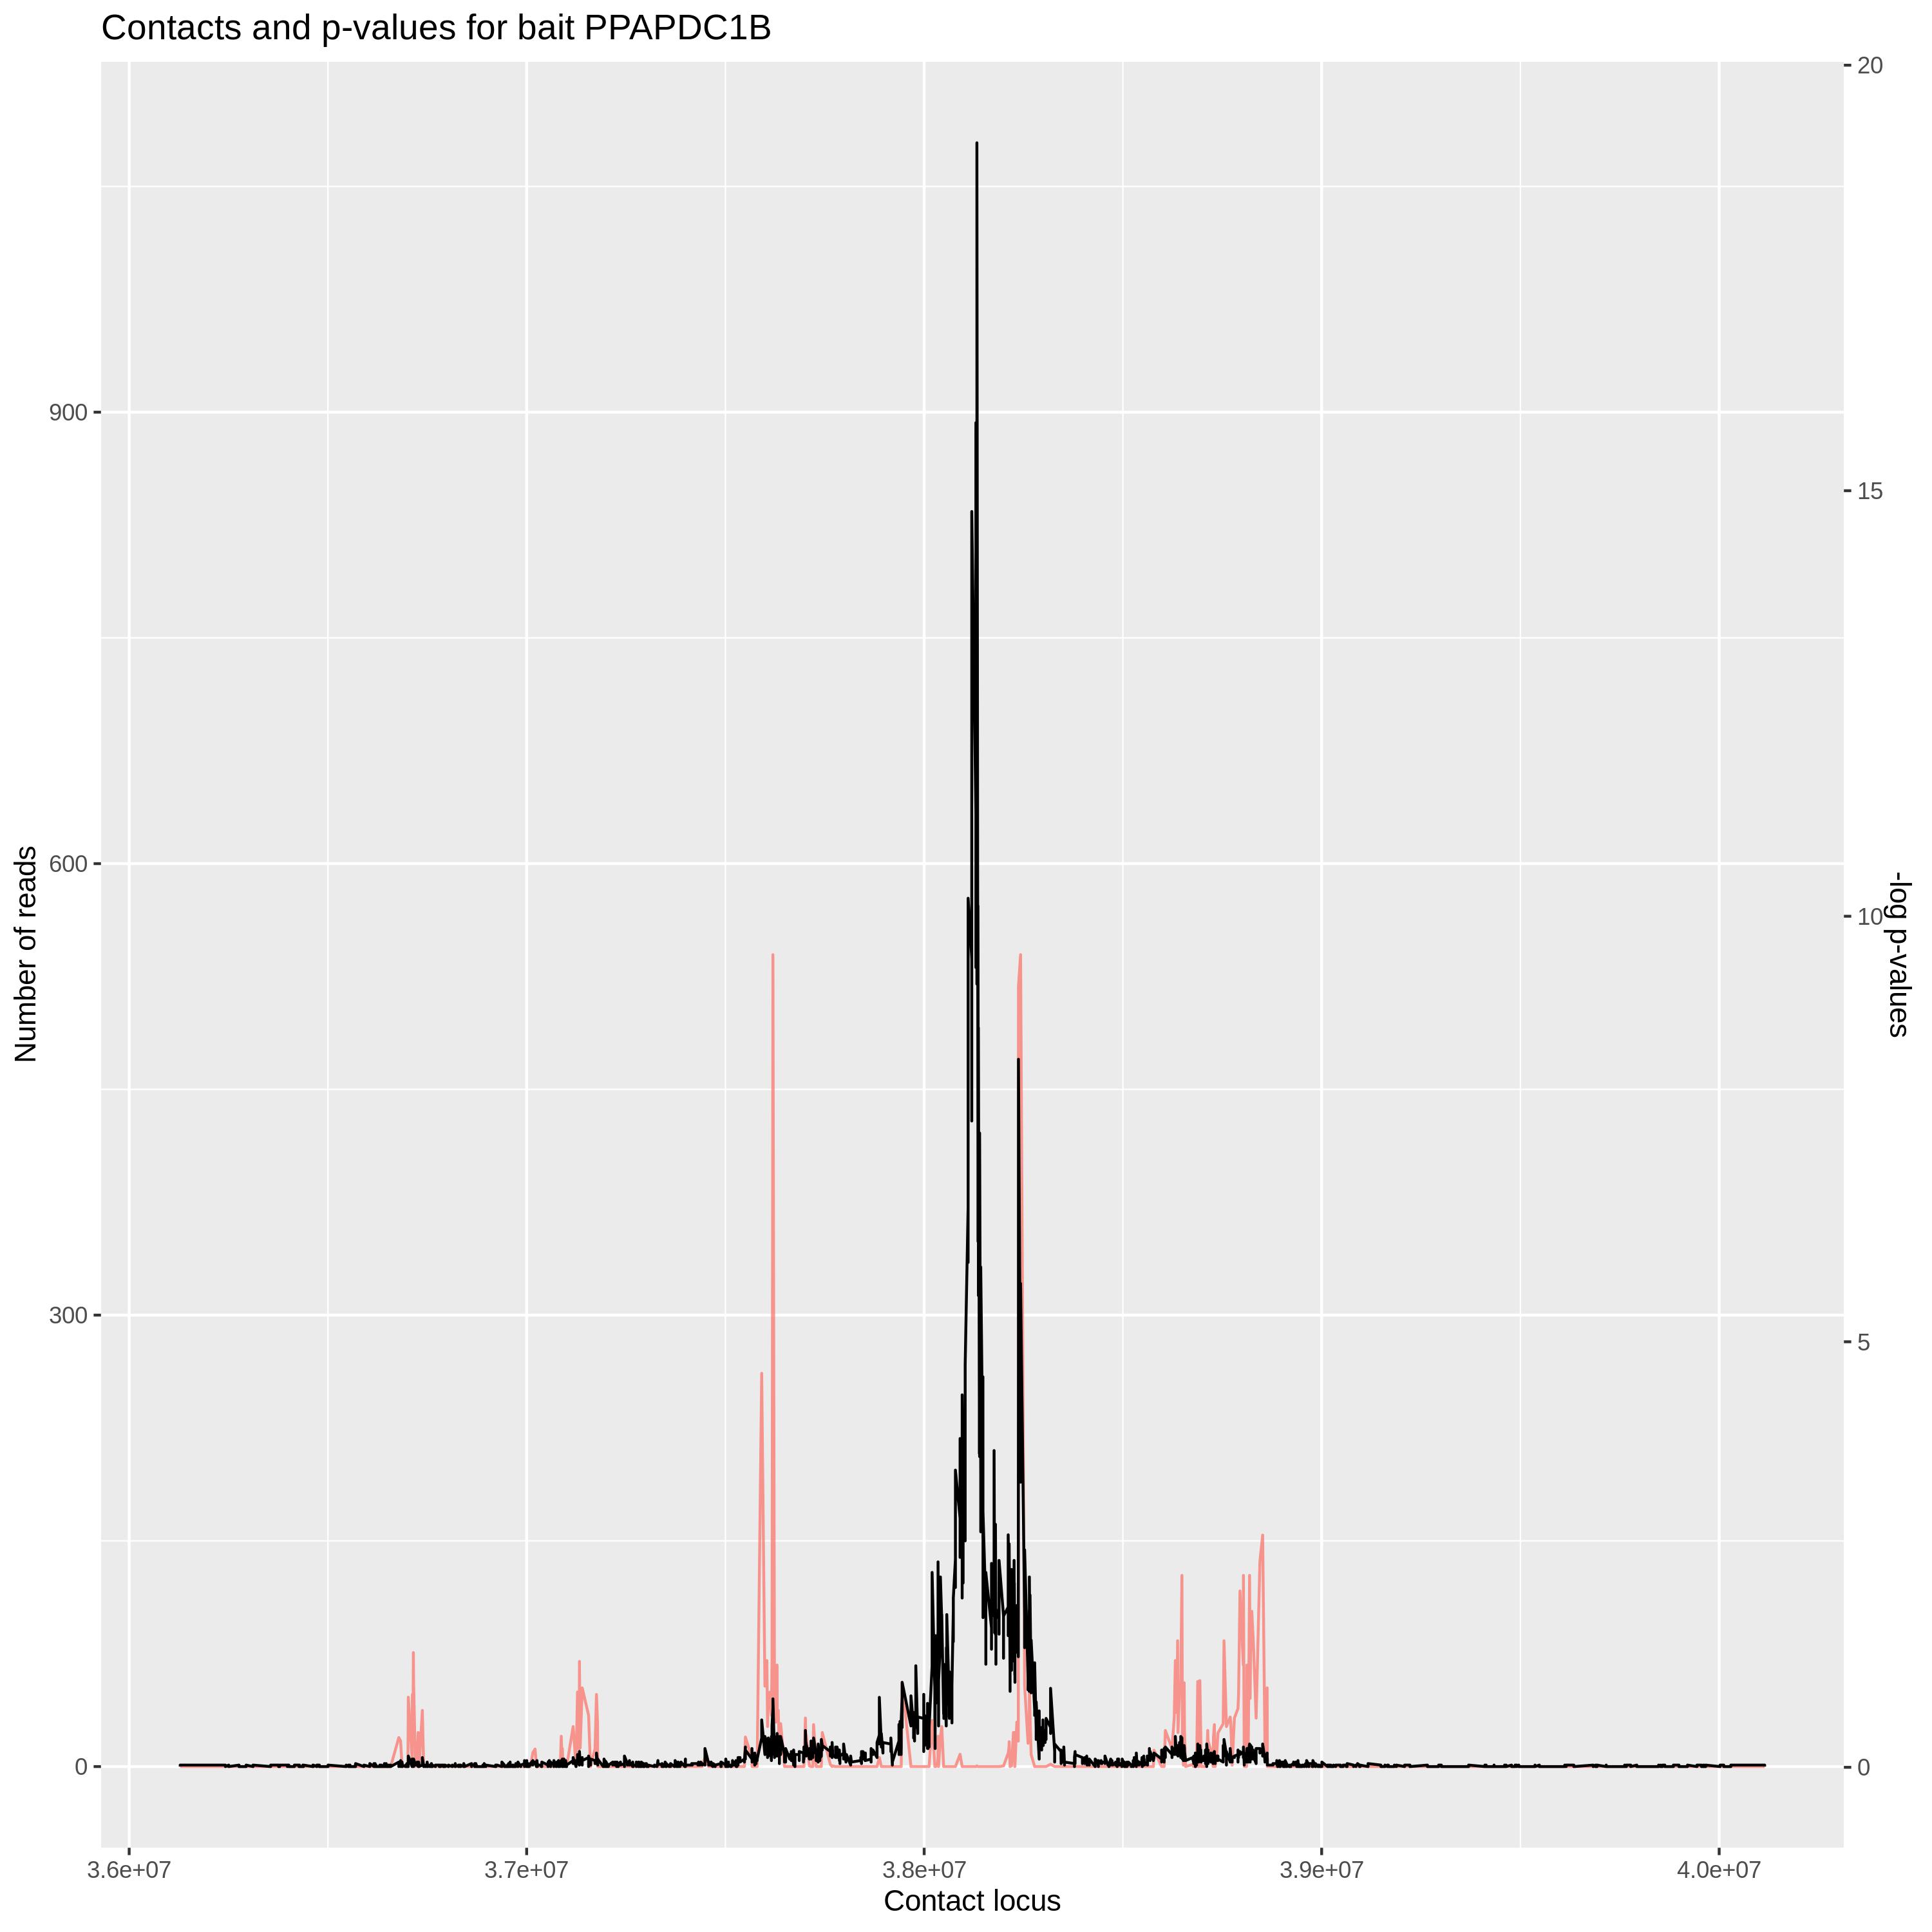 Contacts and p-values for bait PPAPDC1B
20
15
10
5
0
900
600
300
0
Number of reads
-log p-values
3.6e+07 3.7e+07 3.8e+07 3.9e+07 4.0e+07
Contact locus